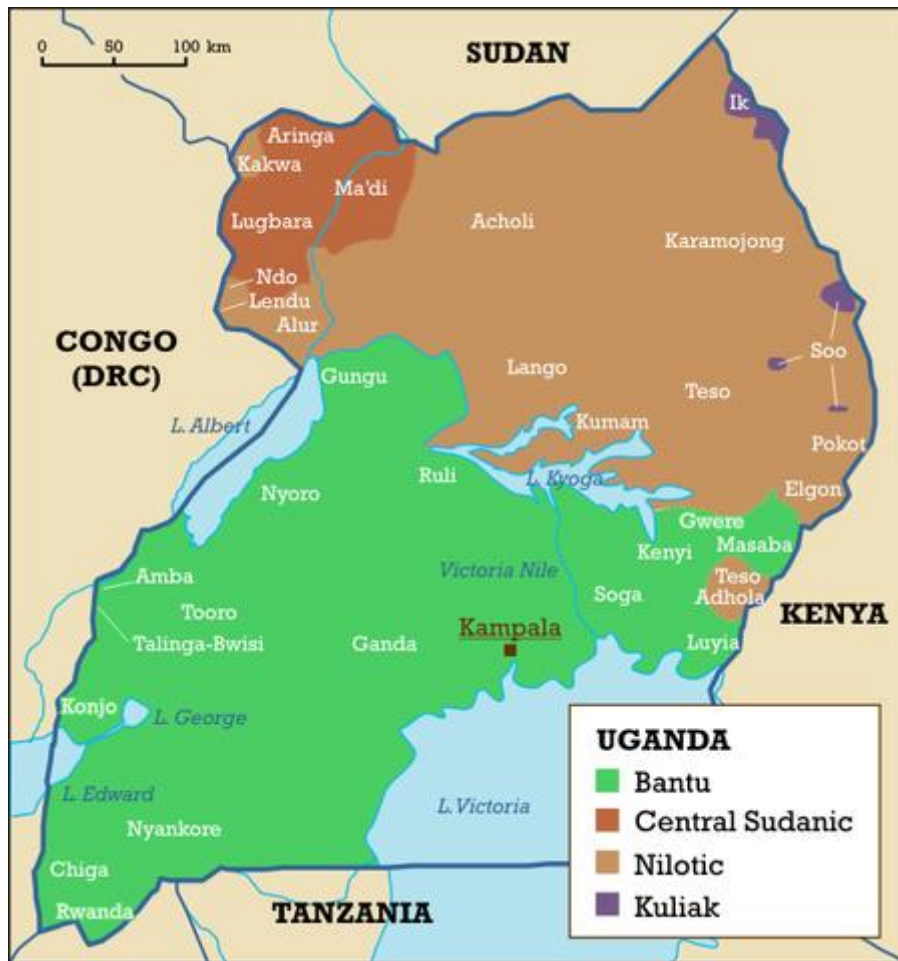 0 50 100 km
SUDAN
Ik
Aringa
Kakwa
Ma'di
Lugbara
Acholi
Karamojong
Ndo
Lendu
Alur
CONGO
(DRC)
Soo
Lango
Gungu
Teso
L. Albert
Kumam
Pokot
Ruli
L. Kyoga
Nyoro
Elgon
Gwere
Kenyi
Masaba
Amba
Victoria Nile
Teso
Adhola
Soga
Tooro
KENYA
Kampala
Talinga-Bwisi
Ganda
Luyia
Konjo
L. George
UGANDA
Bantu
Central Sudanic
Nilotic
Kuliak
L. Edward
L. Victoria
Nyankore
Chiga
Rwanda
TANZANIA